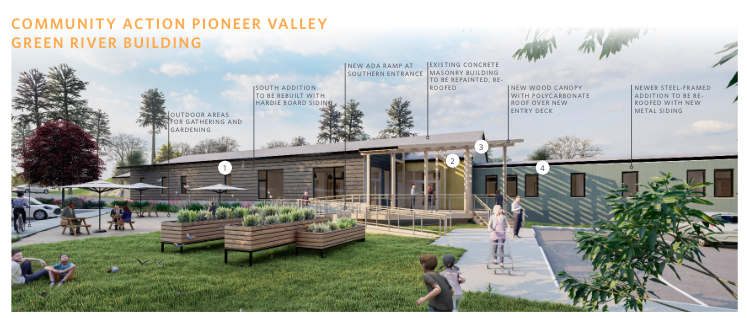 COMMUNITY ACTION PIONEER VALLEY
GREEN RIVER BUILDING
OUTDOOR AREAS
FOR GATHERING AND
GARDENING
SOUTH ADDITION
TO BE REBUILT WITH
HARDIE BOARD SIDING
NEW ADA RAMP AT
SOUTHERN ENTRANCE
EXISTING CONCRETE
MASONRY BUILDING
TO BE REPAINTED, RE-
ROOFED
NEW WOOD CANOPY
WITH POLYCARBONATE
ROOF OVER NEW
ENTRY DECK
NEWER STEEL-FRAMED
ADDITION TO BE RE-
ROOFED WITH NEW
METAL SIDING
1
2
3
4